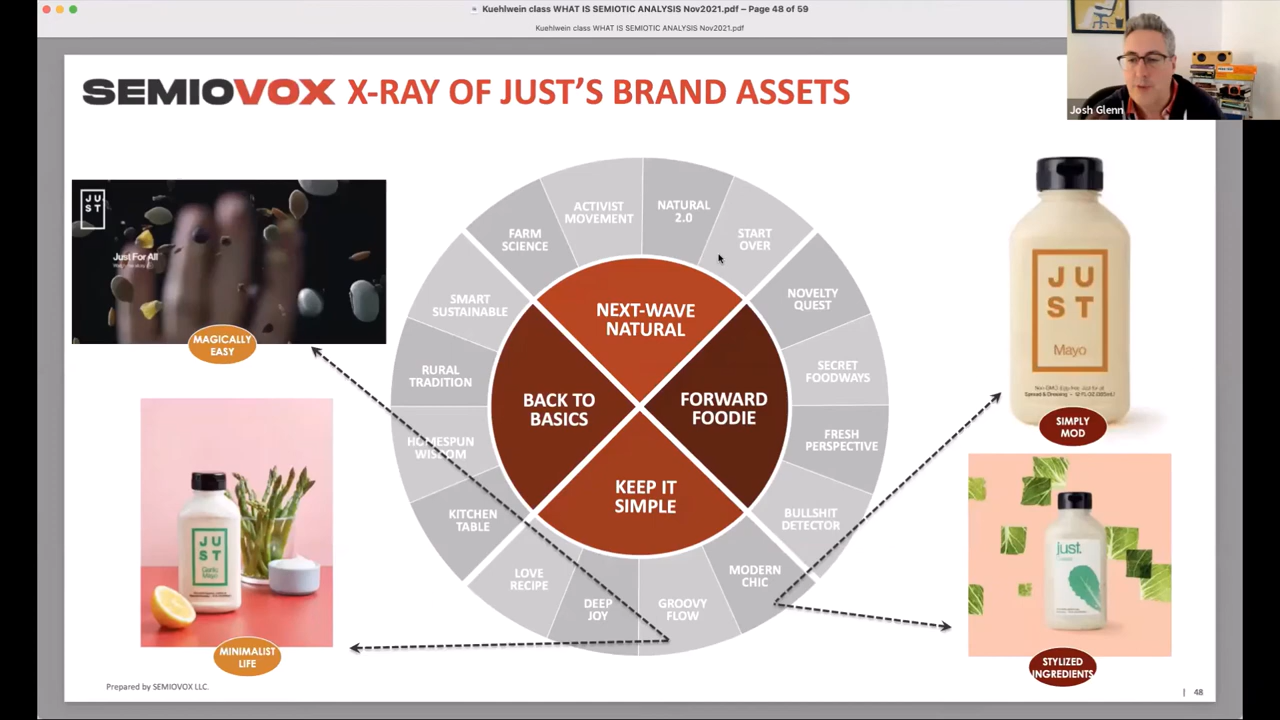 Kuehlwein class WHAT IS SEMIOTIC ANALYSIS Nov2021.pdf – Page 48 of 59
Kuehlwein class WHAT IS SEMIOTIC ANALYSIS Nov2021.pdf
Josh Glenn
SEMIOVOX X-RAY OF JUST'S BRAND ASSETS
JU
ST
Just For All
MAGICALLY
EASY
JU
ST
Garlic
Mayo
MINIMALIST
LIFE
ACTIVIST
MOVEMENT
NATURAL
2.0
START
OVER
NOVELTY
QUEST
SECRET
FOODWAYS
FRESH
PERSPECTIVE
BULLSHIT
DETECTOR
MODERN
CHIC
GROOVY
FLOW
DEEP
JOY
LOVE
RECIPE
KITCHEN
TABLE
HOMESPUN
WISDOM
RURAL
TRADITION
SMART
SUSTAINABLE
FARM
SCIENCE
NEXT-WAVE
NATURAL
BACK TO
BASICS
FORWARD
FOODIE
KEEP IT
SIMPLE
JU
ST
Mayo
SIMPLY
MOD
just.
STYLIZED
INGREDIENTS
Prepared by SEMIOVOX LLC.
| 48